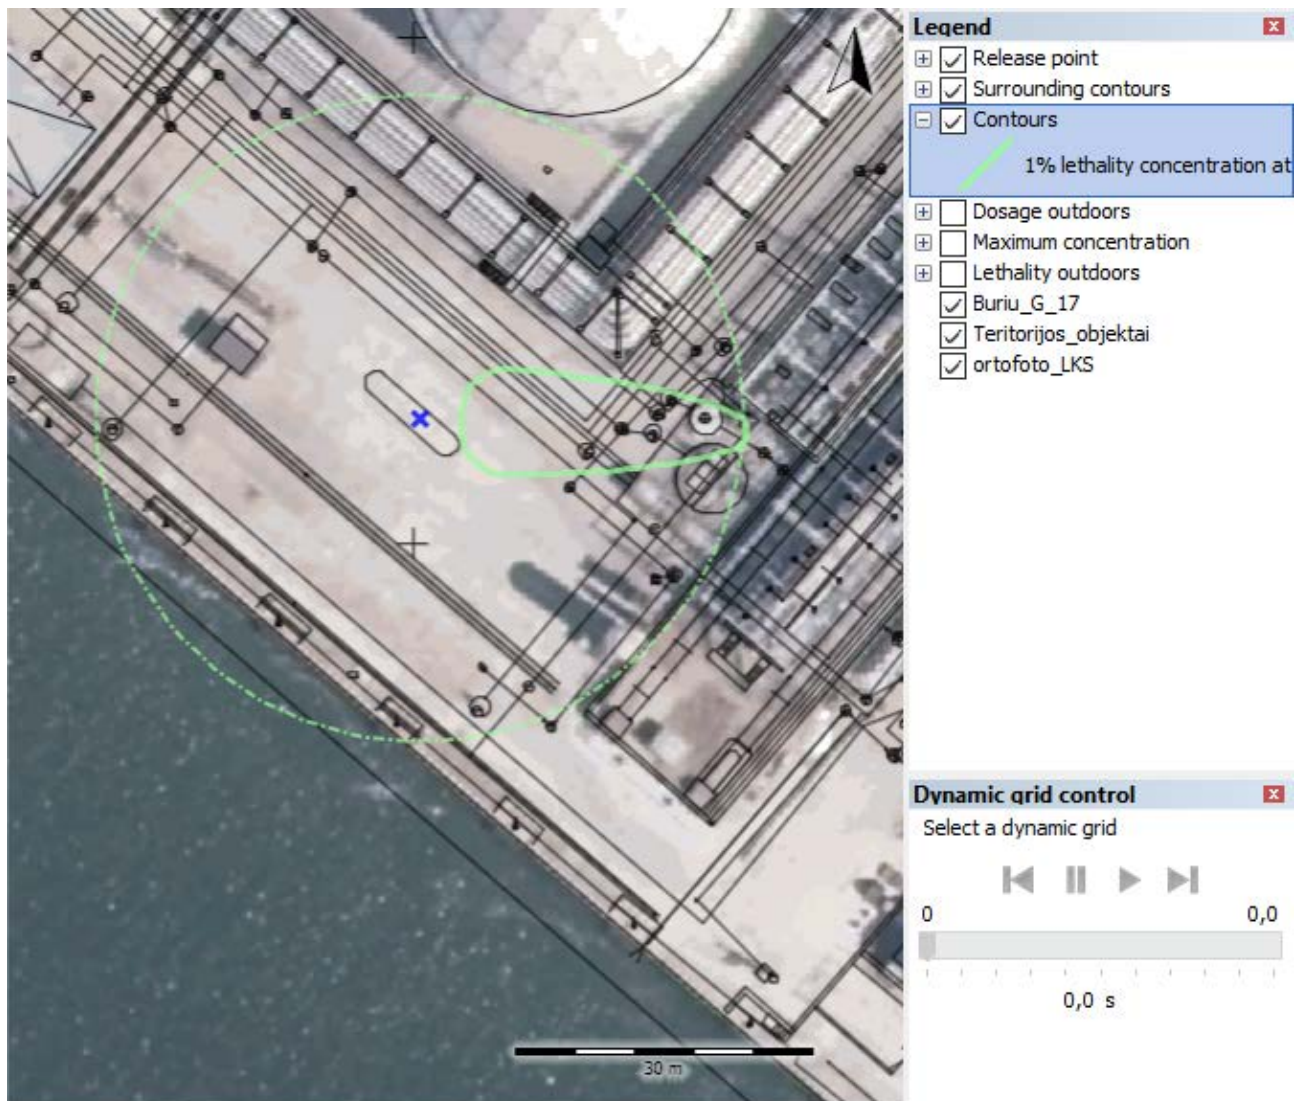 Legend
Release point
Surrounding contours
Contours
1% lethality concentration at
Dosage outdoors
Maximum concentration
Lethality outdoors
Buriu_G_17
Teritorijos_objektai
ortofoto_LKS
Dynamic grid control
Select a dynamic grid
0 0,0
0,0 s
30 m